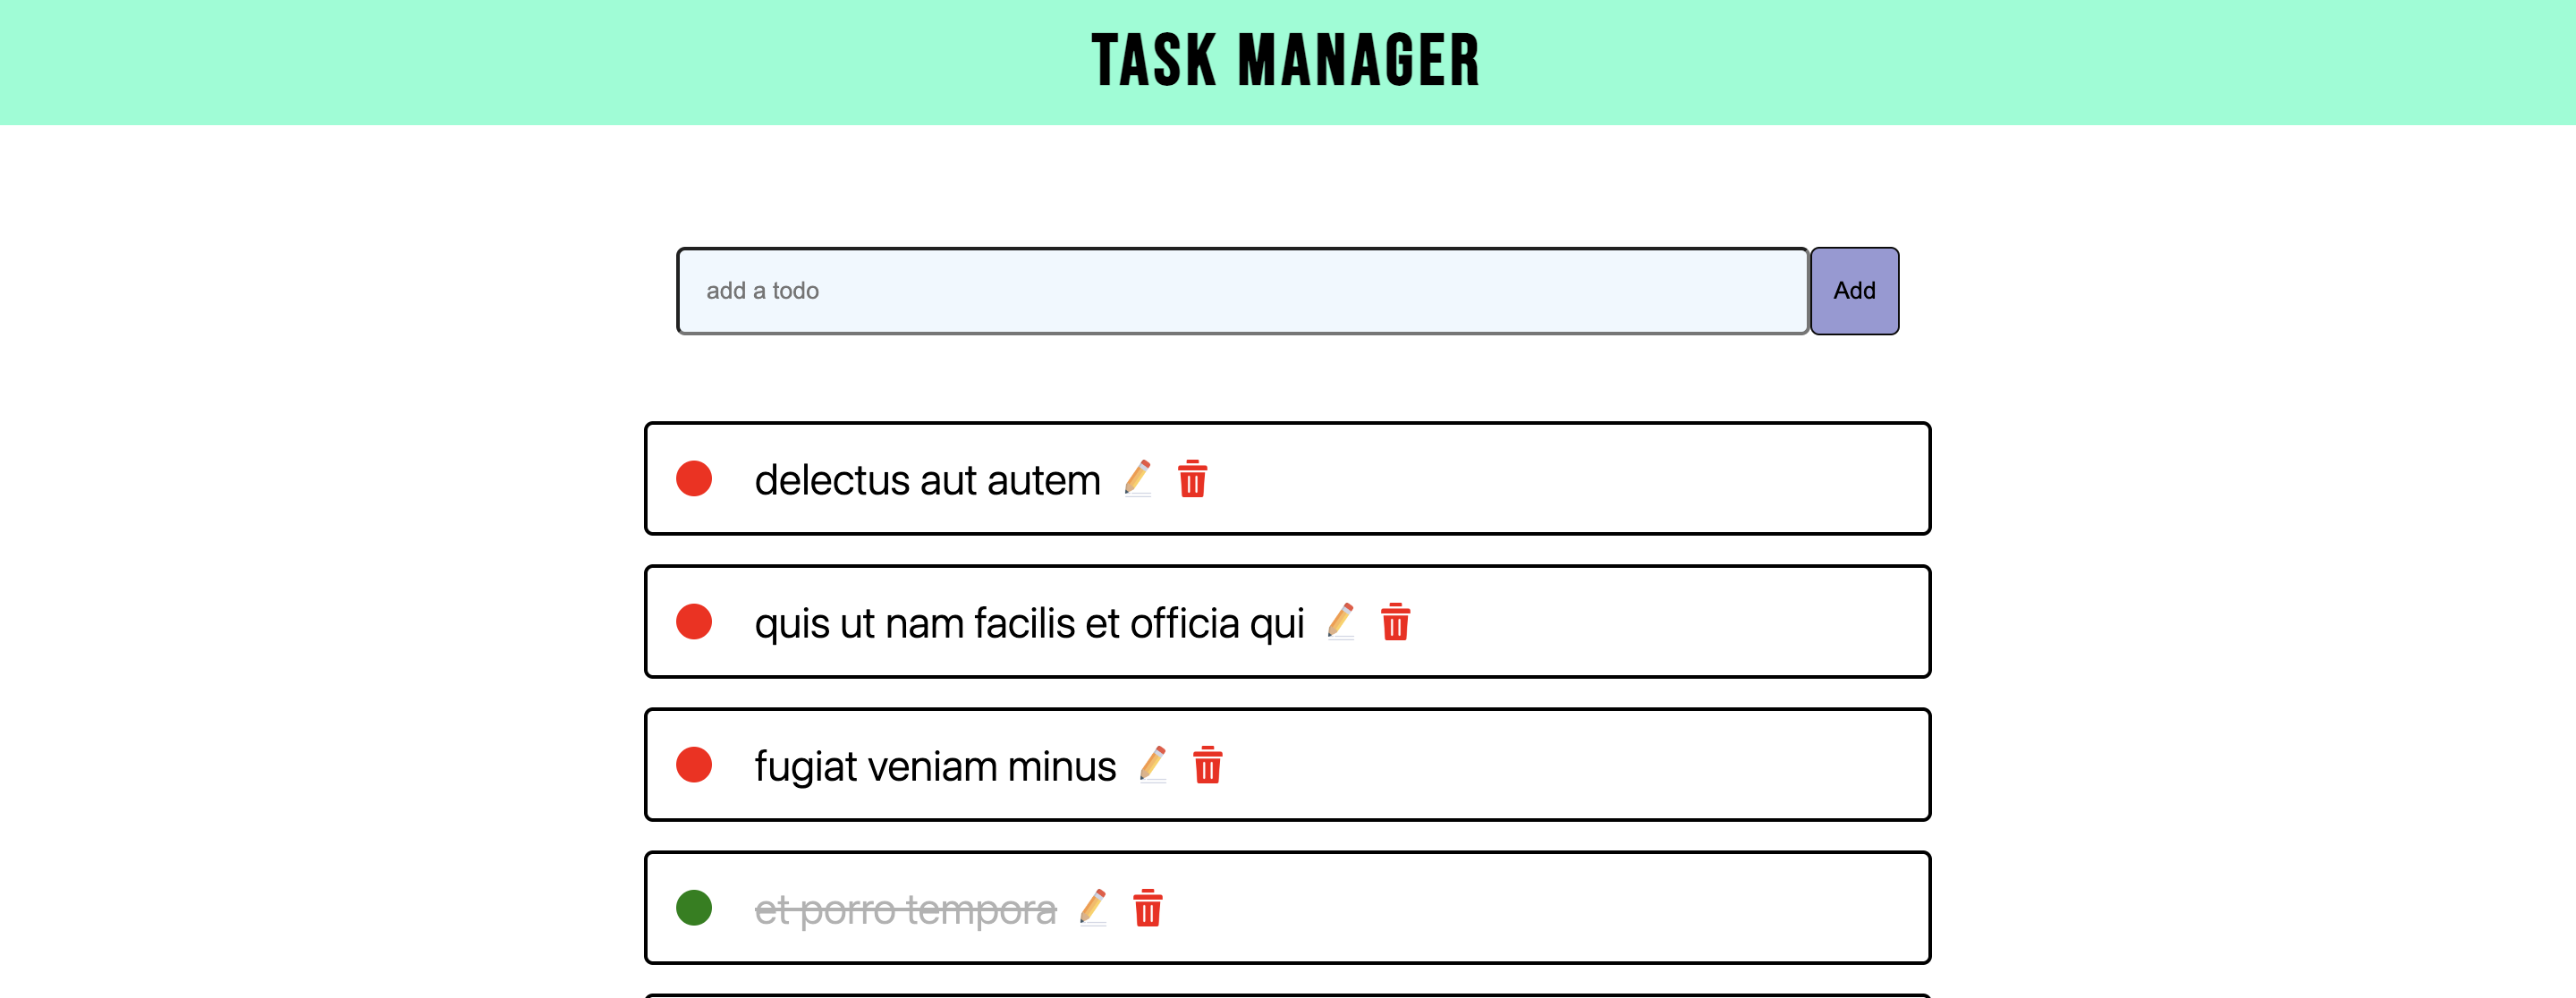 TASK MANAGER
add a todo
Add
delectus aut autem
quis ut nam facilis et officia qui
fugiat veniam minus
et porro tempora